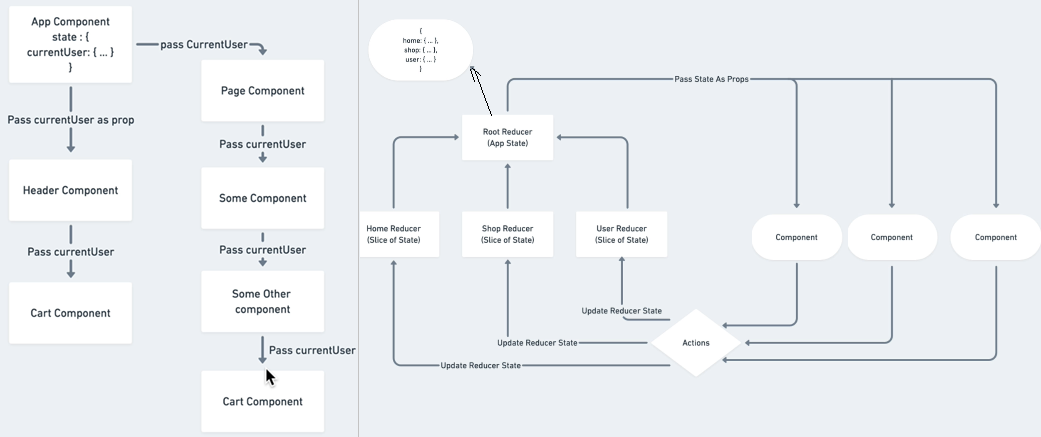 App Component
state : {
currentUser: { ... }
}
pass CurrentUser
Page Component
Pass currentUser as prop
Pass currentUser
Header Component
Some Component
Pass currentUser
Pass currentUser
Cart Component
Some Other
component
Pass currentUser
Cart Component
{
home: { ... },
shop: { ... },
user: { ... }
}
Pass State As Props
Root Reducer
(App State)
Home Reducer
(Slice of State)
Shop Reducer
(Slice of State)
User Reducer
(Slice of State)
Component
Component
Component
Update Reducer State
Update Reducer State
Actions
Update Reducer State